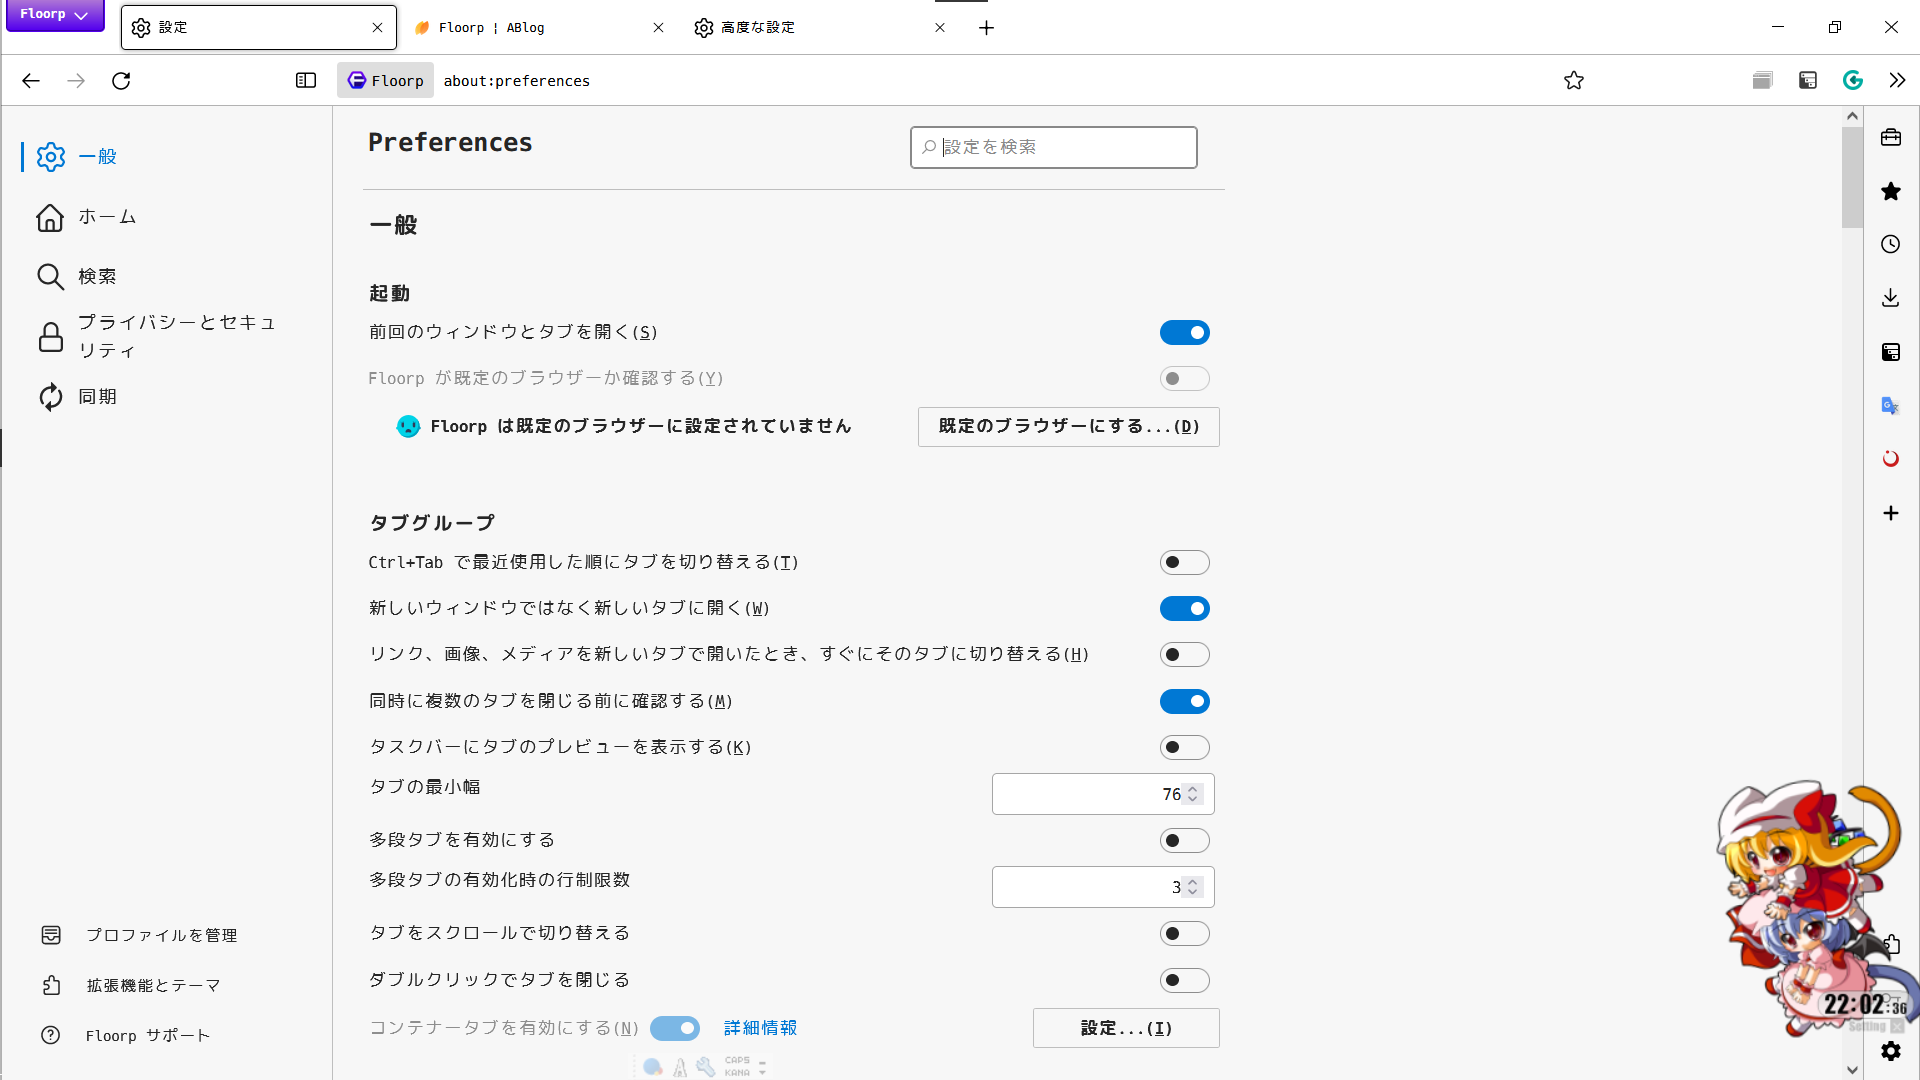 Floorp
設定
Floorp ¦ ABlog
高度な設定
Floorp
about:preferences
一般
ホーム
検索
プライバシーとセキュ
リティ
同期
プロファイルを管理
拡張機能とテーマ
Floorp サポート
Preferences
設定を検索
一般
起動
前回のウィンドウとタブを開く(S)
Floorp が既定のブラウザーか確認する(Y)
Floorp は既定のブラウザーに設定されていません
既定のブラウザーにする...(D)
タブグループ
Ctrl+Tab で最近使用した順にタブを切り替える(T)
新しいウィンドウではなく新しいタブに開く(W)
リンク、画像、メディアを新しいタブで開いたとき、すぐにそのタブに切り替える(H)
同時に複数のタブを閉じる前に確認する(M)
タスクバーにタブのプレビューを表示する(K)
タブの最小幅
76
多段タブを有効にする
多段タブの有効化時の行制限数
3
タブをスクロールで切り替える
ダブルクリックでタブを閉じる
コンテナータブを有効にする(N)
詳細情報
設定...(I)
CAPS
KANA
22:02:36
Setting